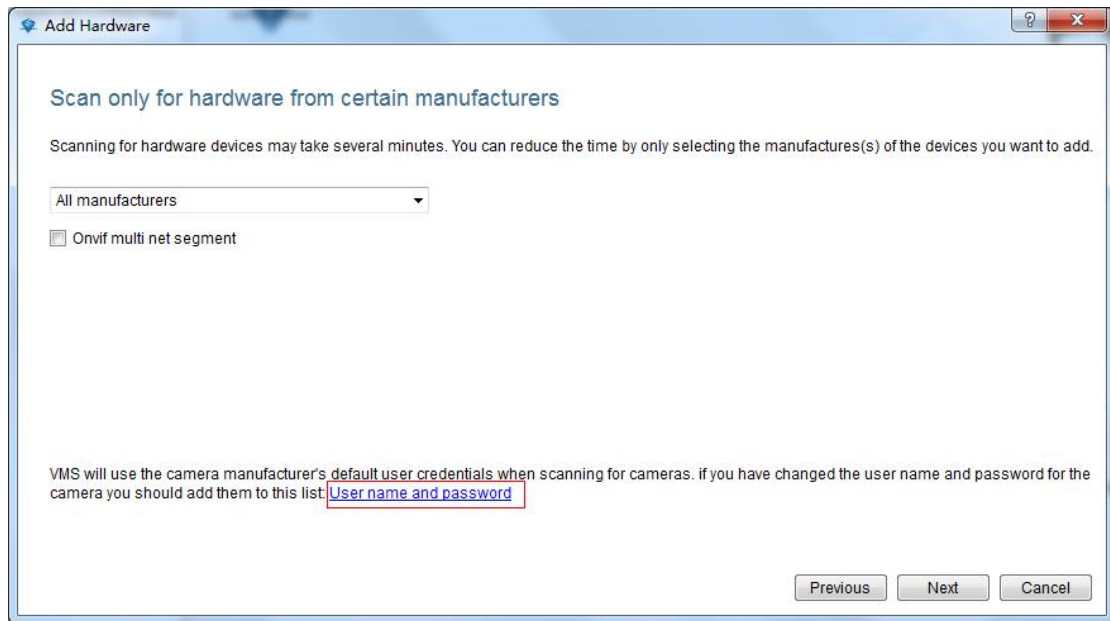 Add Hardware
Scan only for hardware from certain manufacturers
Scanning for hardware devices may take several minutes. You can reduce the time by only selecting the manufactures(s) of the devices you want to add.
All manufacturers
Onvif multi net segment
VMS will use the camera manufacturer's default user credentials when scanning for cameras. if you have changed the user name and password for the
camera you should add them to this list: User name and password
Previous Next Cancel